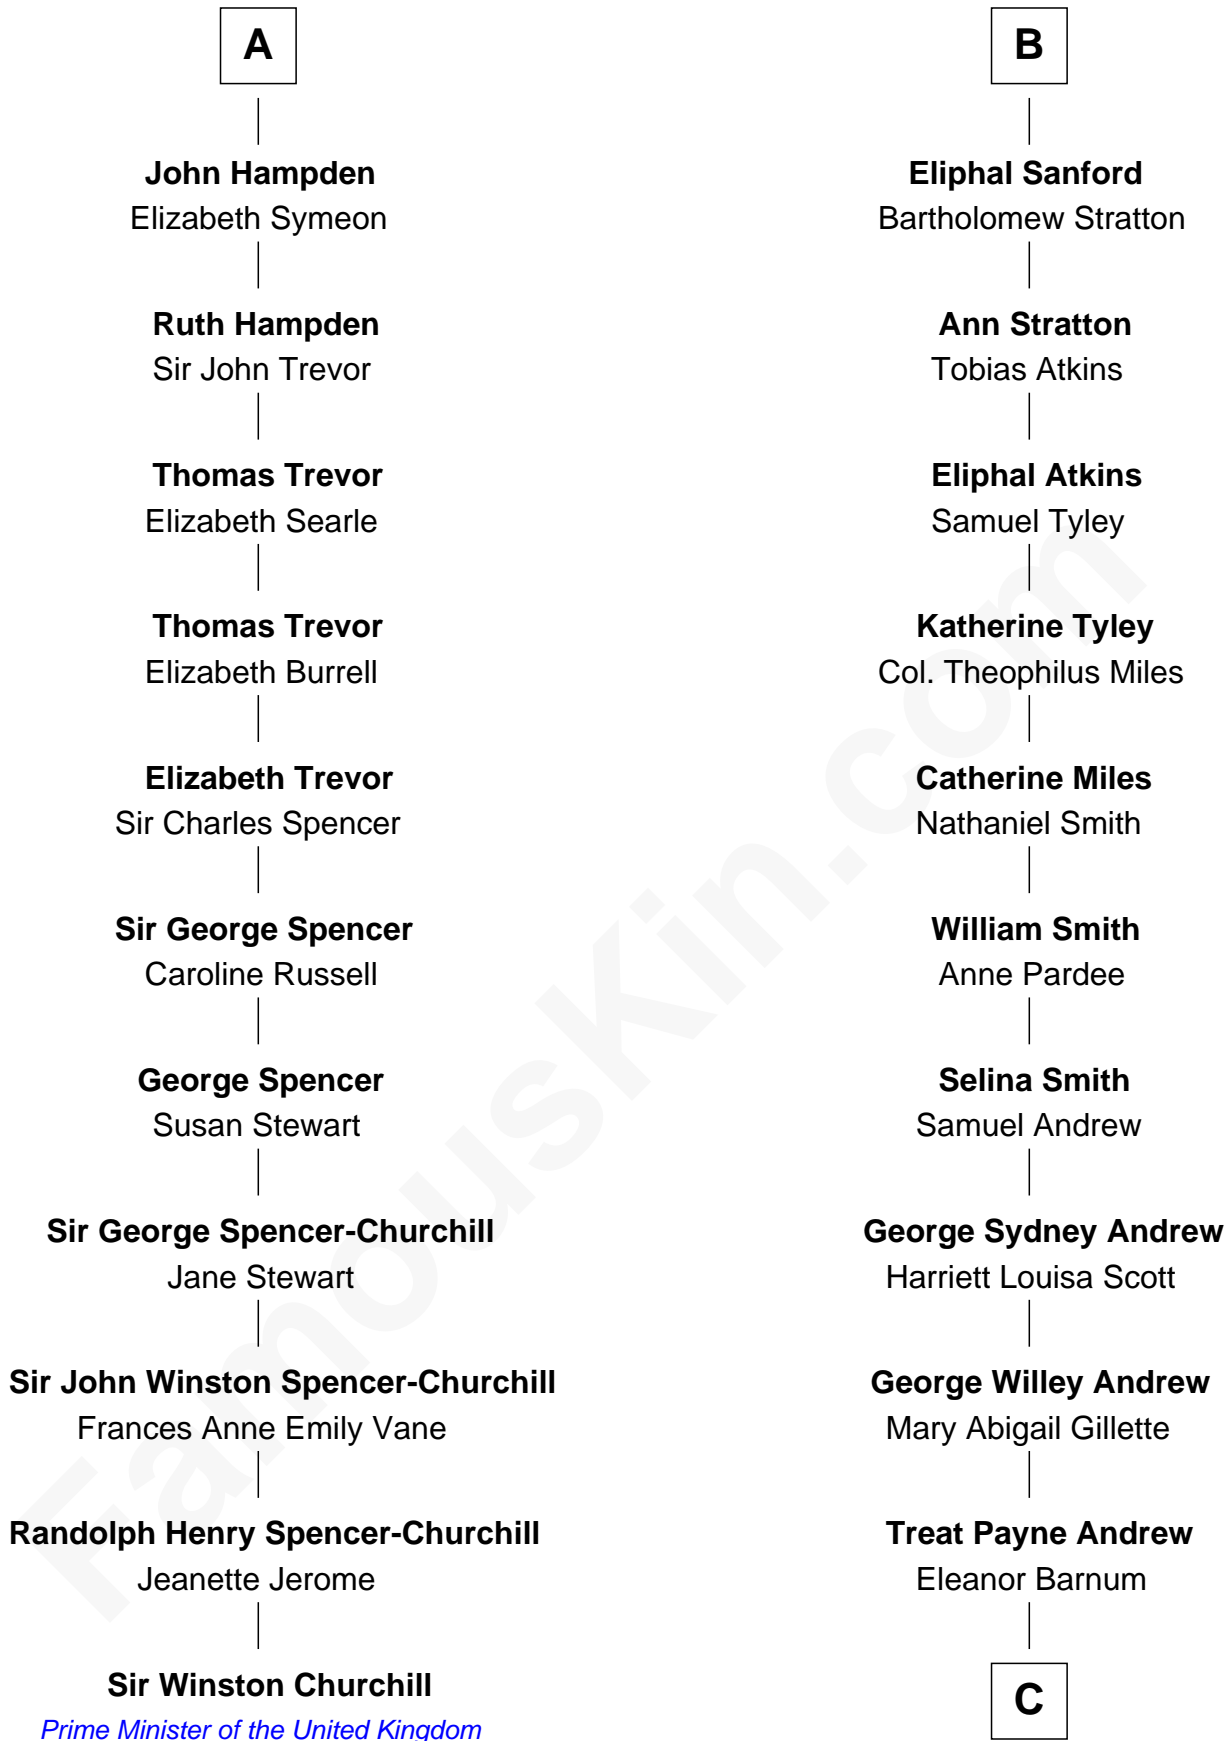 A
John Hampden
Elizabeth Symeon
Ruth Hampden
Sir John Trevor
Thomas Trevor
Elizabeth Searle
Thomas Trevor
Elizabeth Burrell
Elizabeth Trevor
Sir Charles Spencer
Sir George Spencer
Caroline Russell
George Spencer
Susan Stewart
Sir George Spencer-Churchill
Jane Stewart
Sir John Winston Spencer-Churchill
Frances Anne Emily Vane
Randolph Henry Spencer-Churchill
Jeanette Jerome
Sir Winston Churchill
Prime Minister of the United Kingdom
B
Eliphal Sanford
Bartholomew Stratton
Ann Stratton
Tobias Atkins
Eliphal Atkins
Samuel Tyley
Katherine Tyley
Col. Theophilus Miles
Catherine Miles
Nathaniel Smith
William Smith
Anne Pardee
Selina Smith
Samuel Andrew
George Sydney Andrew
Harriett Louisa Scott
George Willey Andrew
Mary Abigail Gillette
Treat Payne Andrew
Eleanor Barnum
C
FamousKin.com